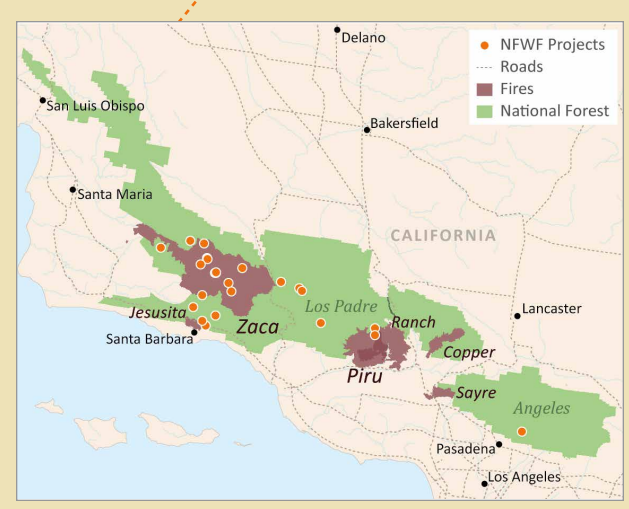 Delano
NFWF Projects
Roads
Fires
National Forest
San Luis Obispo
Bakersfield
Santa Maria
CALIFORNIA
Los Padre
Jesusita
Zaca
Ranch
Lancaster
Santa Barbara
Copper
Piru
Sayre
Angeles
Pasadena
Los Angeles